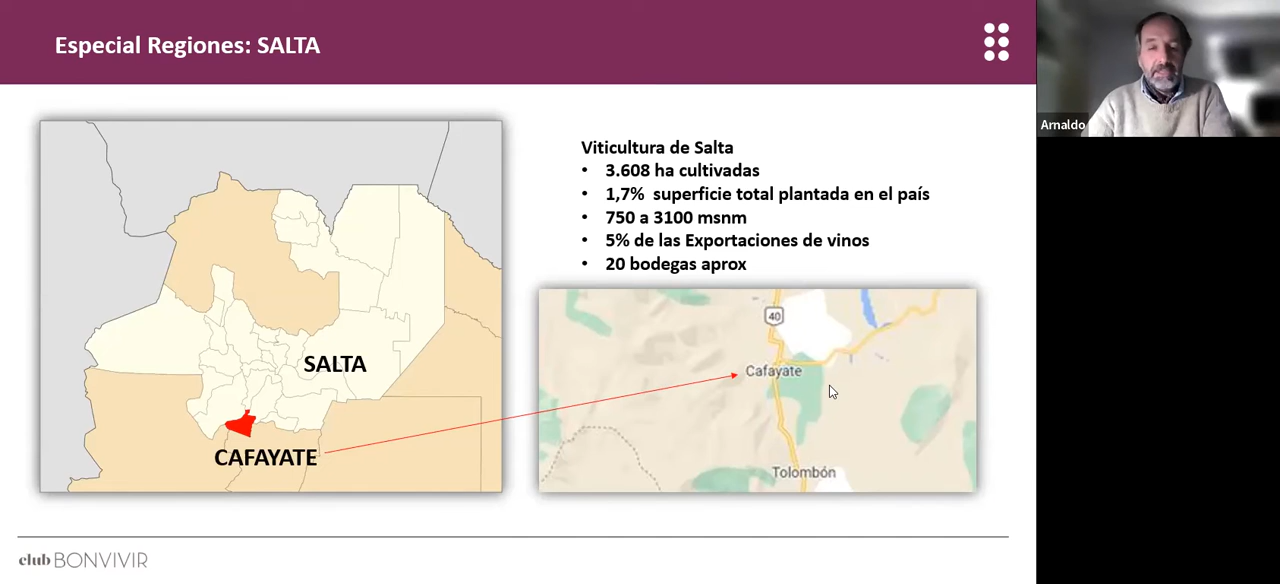 Especial Regiones: SALTA
Arnaldo
Viticultura de Salta
• 3.608 ha cultivadas
• 1,7% superficie total plantada en el país
• 750 a 3100 msnm
• 5% de las Exportaciones de vinos
• 20 bodegas aprox
SALTA
CAFAYATE
40
Cafayate
Tolombón
club BONVIVIR